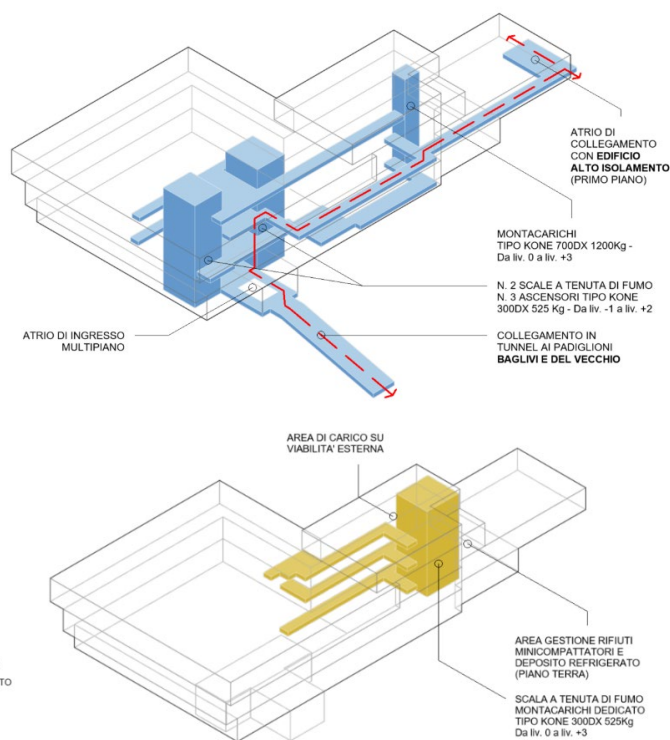 ATRIO DI
COLLEGAMENTO
CON EDIFICIO
ALTO ISOLAMENTO
(PRIMO PIANO)
MONTACARICHI
TIPO KONE 700DX 1200Kg -
Da liv. 0 a liv. +3
N. 2 SCALE A TENUTA DI FUMO
N. 3 ASCENSORI TIPO KONE
300DX 525 Kg - Da liv. -1 a liv. +2
ATRIO DI INGRESSO
MULTIPIANO
COLLEGAMENTO IN
TUNNEL AI PADIGLIONI
BAGLIVI E DEL VECCHIO
AREA DI CARICO SU
VIABILITA' ESTERNA
AREA GESTIONE RIFIUTI
MINICOMPATTATORI E
DEPOSITO REFRIGERATO
(PIANO TERRA)
TO
SCALA A TENUTA DI FUMO
MONTACARICHI DEDICATO
TIPO KONE 300DX 525Kg
Da liv. 0 a liv. +3